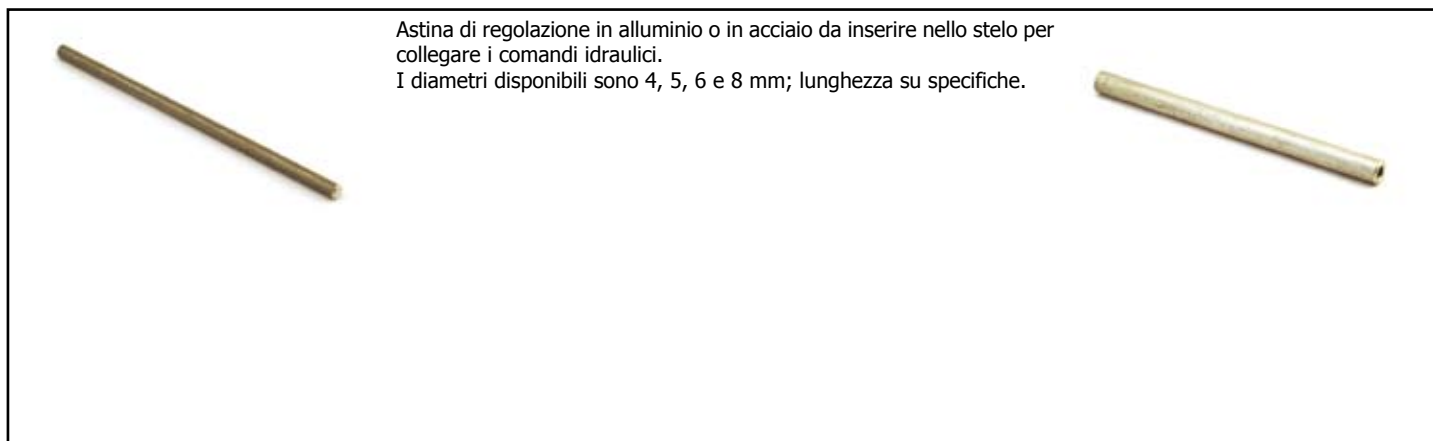 Astina di regolazione in alluminio o in acciaio da inserire nello stelo per
collegare i comandi idraulici.
I diametri disponibili sono 4, 5, 6 e 8 mm; lunghezza su specifiche.